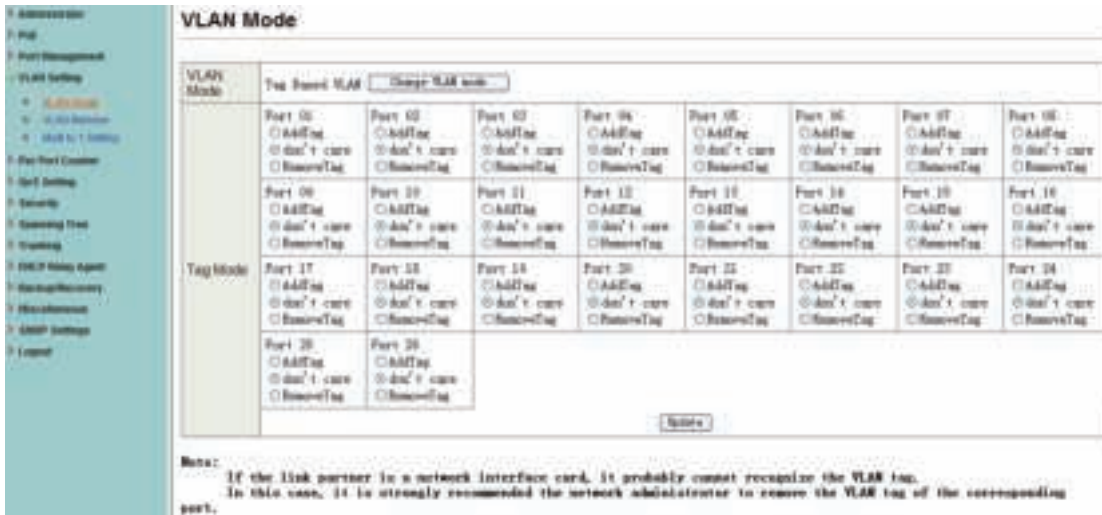 Administrator
PoE
Port Management
VLAN Setting
VLAN Mode
VLAN Member
Multi to 1 Setting
Per Port Counter
QoS Setting
Security
Spanning Tree
Trunking
DHCP Relay Agent
Backup/Recovery
Miscellaneous
SNMP Settings
Logout
VLAN Mode
VLAN Mode
Tag Based VLAN
Change VLAN mode
Tag Mode
Port 01 Port 02 Port 03 Port 04 Port 05 Port 06 Port 07 Port 08
AddTag AddTag AddTag AddTag AddTag AddTag AddTag AddTag
don't care don't care don't care don't care don't care don't care don't care don't care
RemoveTag RemoveTag RemoveTag RemoveTag RemoveTag RemoveTag RemoveTag RemoveTag
Port 09 Port 10 Port 11 Port 12 Port 13 Port 14 Port 15 Port 16
AddTag AddTag AddTag AddTag AddTag AddTag AddTag AddTag
don't care don't care don't care don't care don't care don't care don't care don't care
RemoveTag RemoveTag RemoveTag RemoveTag RemoveTag RemoveTag RemoveTag RemoveTag
Port 17 Port 18 Port 19 Port 20 Port 21 Port 22 Port 23 Port 24
AddTag AddTag AddTag AddTag AddTag AddTag AddTag AddTag
don't care don't care don't care don't care don't care don't care don't care don't care
RemoveTag RemoveTag RemoveTag RemoveTag RemoveTag RemoveTag RemoveTag RemoveTag
Port 25 Port 26
AddTag AddTag
don't care don't care
RemoveTag RemoveTag
Update
Note:
If the link partner is a network interface card, it probably cannot recognize the VLAN tag.
In this case, it is strongly recommended the network administrator to remove the VLAN tag of the corresponding
port.